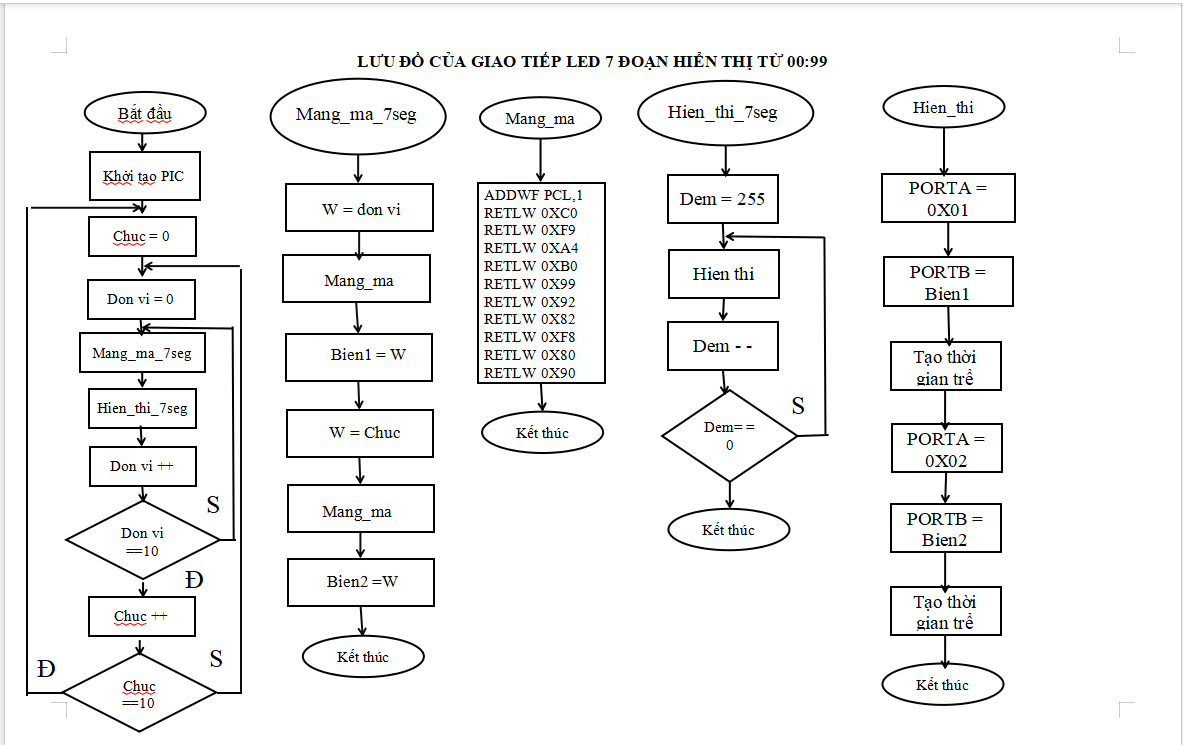 LƯU ĐỒ CỦA GIAO TIẾP LED 7 ĐOẠN HIỂN THỊ TỪ 00:99
Bắt đầu
Khởi tạo PIC
Chuc = 0
Don vi = 0
Mang_ma_7seg
Hien_thi_7seg
Don vi ++
Don vi
==10
S
Đ
Chuc ++
Chuc
==10
Đ
S
Mang_ma_7seg
W = don vi
Mang_ma
Bien1 = W
W = Chuc
Mang_ma
Bien2 =W
Kết thúc
Mang_ma
ADDWF PCL,1
RETLW 0XC0
RETLW 0XF9
RETLW 0XA4
RETLW 0XB0
RETLW 0X99
RETLW 0X92
RETLW 0X82
RETLW 0XF8
RETLW 0X80
RETLW 0X90
Kết thúc
Hien_thi_7seg
Dem = 255
Hien thi
Dem - -
Dem= =
0
S
Kết thúc
Hien_thi
PORTA =
0X01
PORTB =
Bien1
Tạo thời
gian trể
PORTA =
0X02
PORTB =
Bien2
Tạo thời
gian trể
Kết thúc